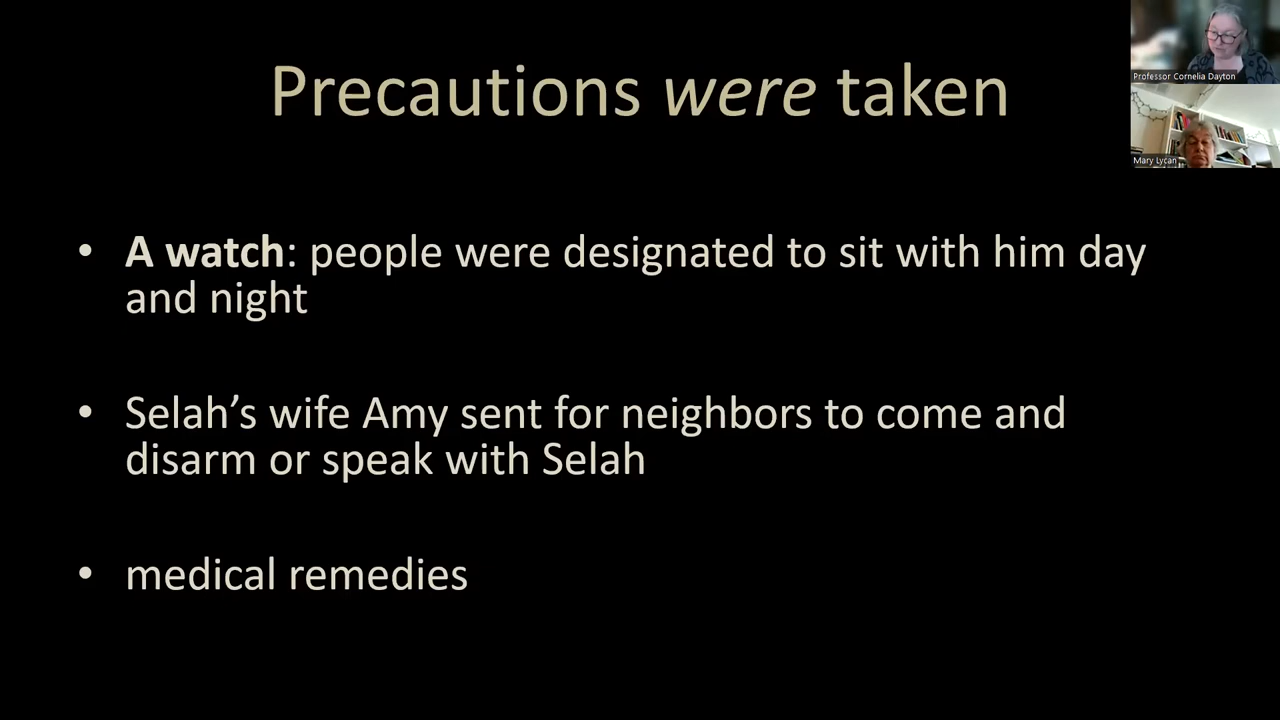 Precautions were taken
Professor Cornelia Dayton
Mary Lycan
• A watch: people were designated to sit with him day
and night
• Selah’s wife Amy sent for neighbors to come and
disarm or speak with Selah
• medical remedies